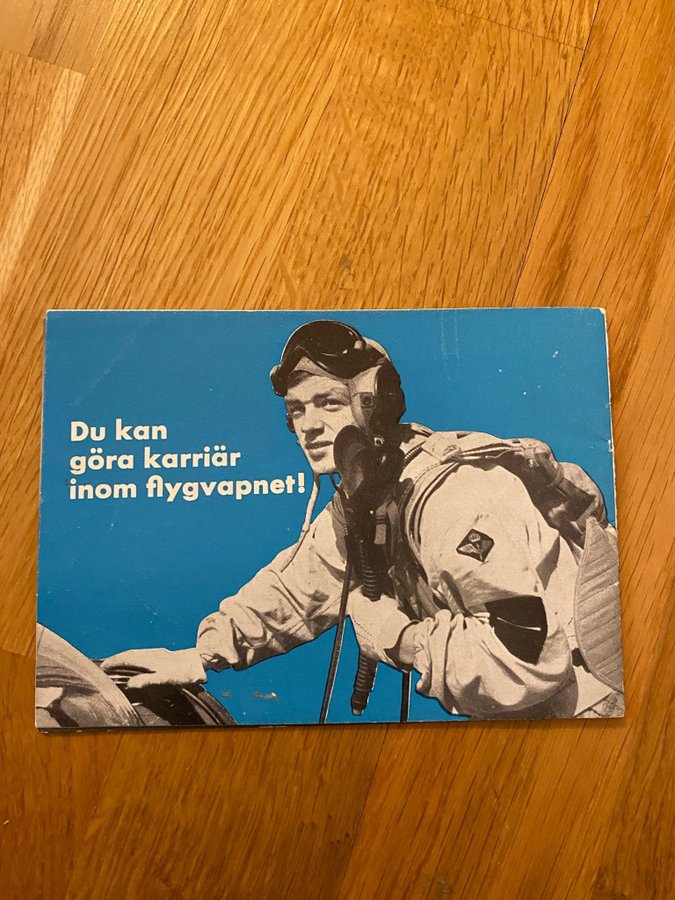 Du kan
göra karriär
inom flygvapnet!